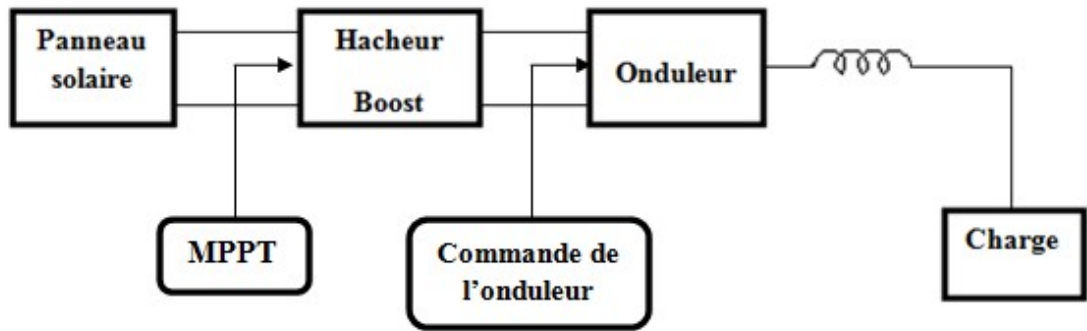 Panneau
solaire
Hacheur
Boost
Onduleur
MPPT
Commande de
l'onduleur
Charge